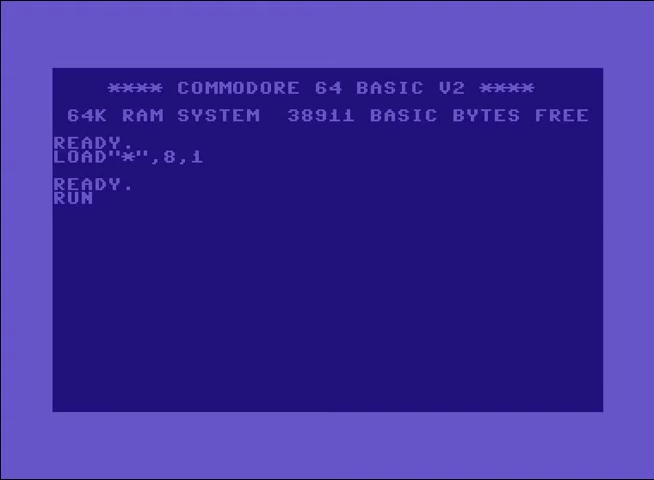 **** COMMODORE 64 BASIC V2 ****
64K RAM SYSTEM  38911 BASIC BYTES FREE
READY.
LOAD"*",8,1
READY.
RUN